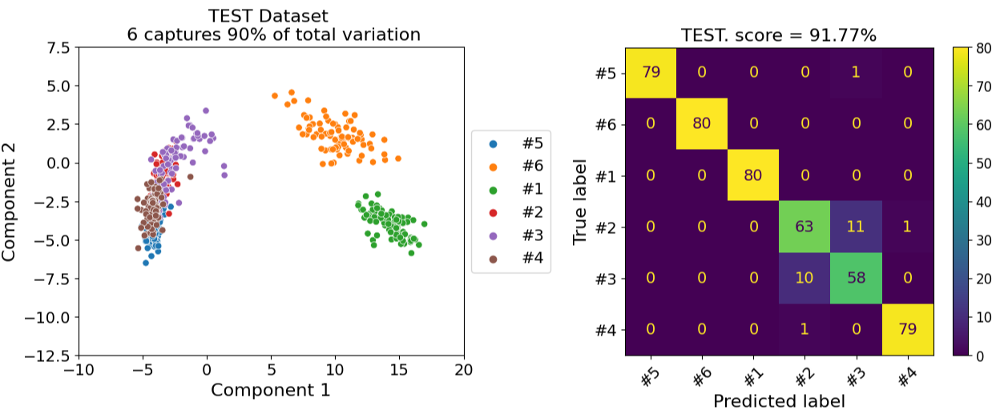 TEST Dataset
6 captures 90% of total variation
7.5
5.0
2.5
0.0
−2.5
−5.0
−7.5
−10.0
−12.5
−10
−5
0
5
10
15
20
Component 1
Component 2
#5
#6
#1
#2
#3
#4
TEST. score = 91.77%
#5 79 0 0 0 1 0
#6 0 80 0 0 0 0
#1 0 0 80 0 0 0
#2 0 0 0 63 11 1
#3 0 0 0 10 58 0
#4 0 0 0 1 0 79
#5 #6 #1 #2 #3 #4
Predicted label
True label
80
70
60
50
40
30
20
10
0